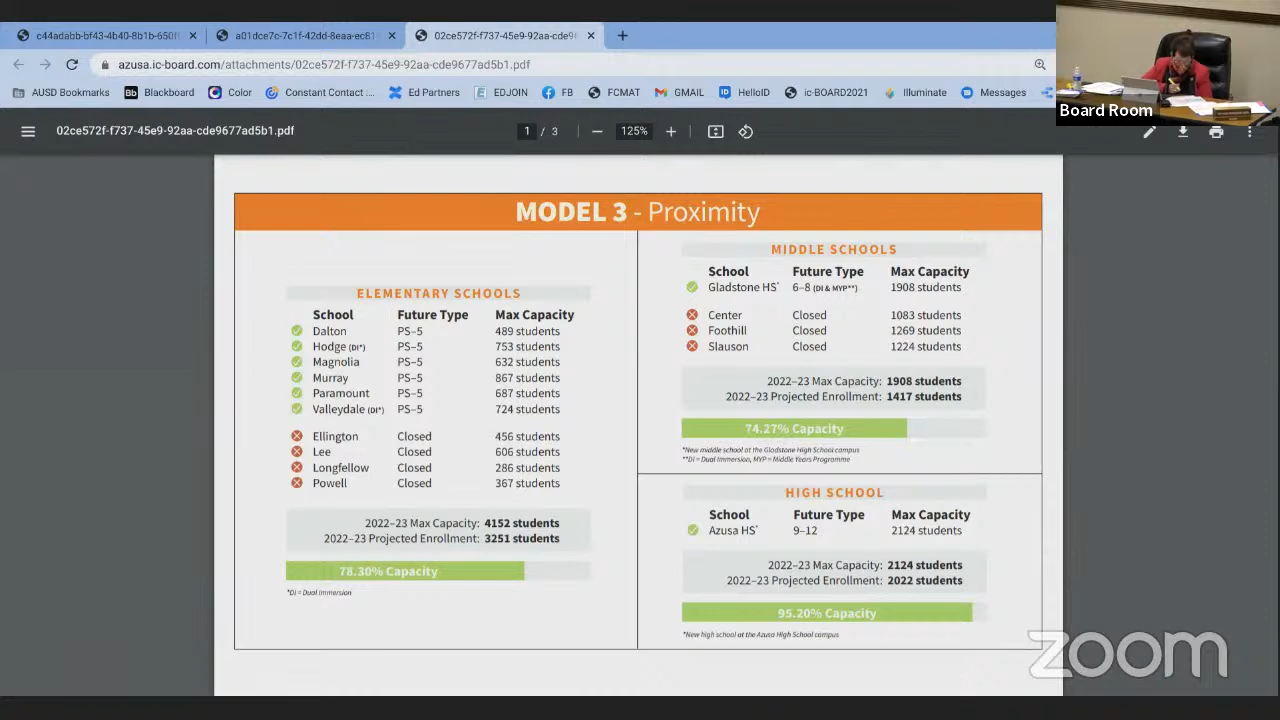 c44adabb-bf43-4b40-8b1b-650f
a01dce7c-7c1f-42dd-8eaa-ec81
02ce572f-f737-45e9-92aa-cde9
azusa.ic-board.com/attachments/02ce572f-f737-45e9-92aa-cde9677ad5b1.pdf
AUSD Bookmarks Blackboard Color Constant Contact ... Ed Partners EDJOIN FB FCMAT GMAIL HelloID ic-BOARD2021 Illuminate Messages
Board Room
02ce572f-f737-45e9-92aa-cde9677ad5b1.pdf 1 / 3 125%
MODEL 3 - Proximity
ELEMENTARY SCHOOLS
School Future Type Max Capacity
Dalton PS–5 489 students
Hodge (DI*) PS–5 753 students
Magnolia PS–5 632 students
Murray PS–5 867 students
Paramount PS–5 687 students
Valleydale (DI*) PS–5 724 students
Ellington Closed 456 students
Lee Closed 606 students
Longfellow Closed 286 students
Powell Closed 367 students
2022–23 Max Capacity: 4152 students
2022–23 Projected Enrollment: 3251 students
78.30% Capacity
*DI = Dual Immersion
MIDDLE SCHOOLS
School Future Type Max Capacity
Gladstone HS* 6–8 (DI & MYP**) 1908 students
Center Closed 1083 students
Foothill Closed 1269 students
Slauson Closed 1224 students
2022–23 Max Capacity: 1908 students
2022–23 Projected Enrollment: 1417 students
74.27% Capacity
*New middle school at the Gladstone High School campus
**DI = Dual Immersion, MYP = Middle Years Programme
HIGH SCHOOL
School Future Type Max Capacity
Azusa HS* 9–12 2124 students
2022–23 Max Capacity: 2124 students
2022–23 Projected Enrollment: 2022 students
95.20% Capacity
*New high school at the Azusa High School campus
zoom